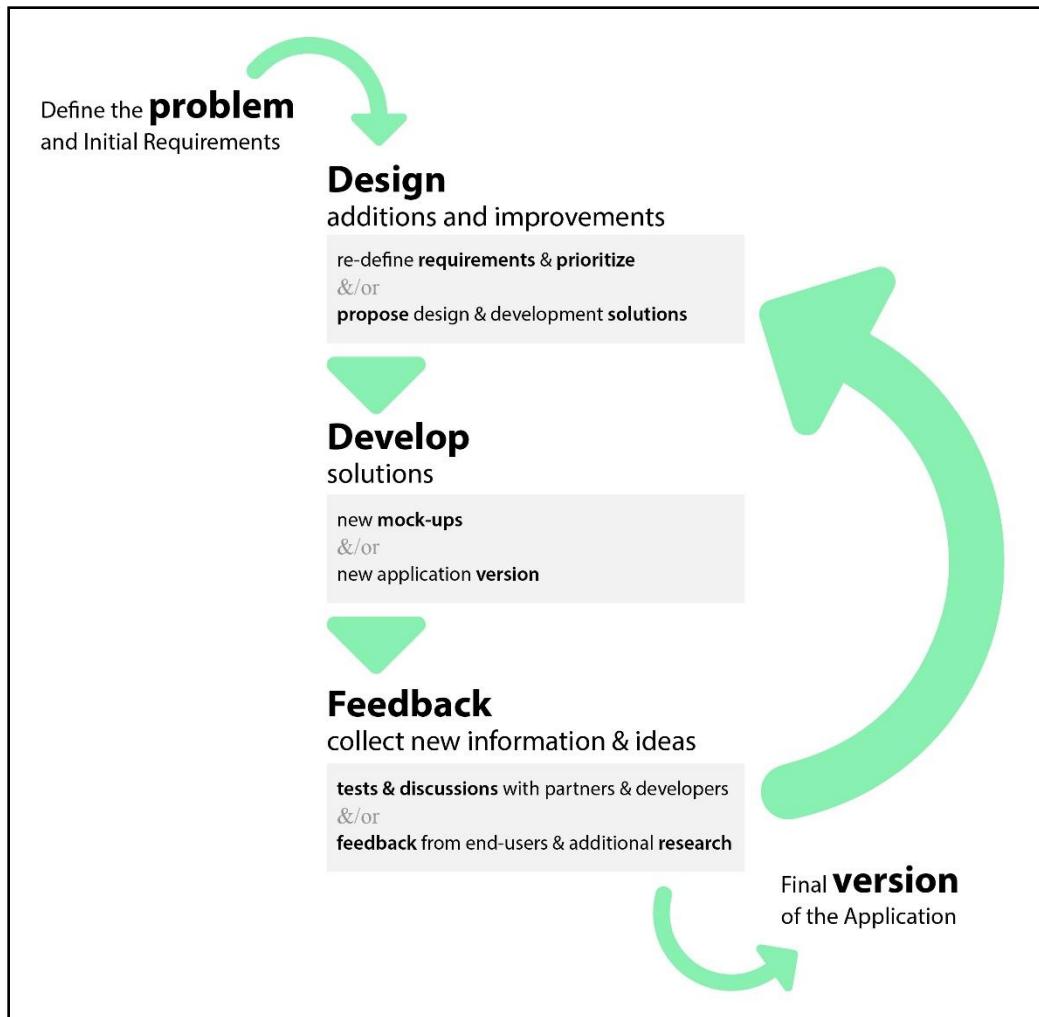 Define the problem
and Initial Requirements
Design
additions and improvements
re-define requirements & prioritize
&/or
propose design & development solutions
Develop
solutions
new mock-ups
&/or
new application version
Feedback
collect new information & ideas
tests & discussions with partners & developers
&/or
feedback from end-users & additional research
Final version
of the Application